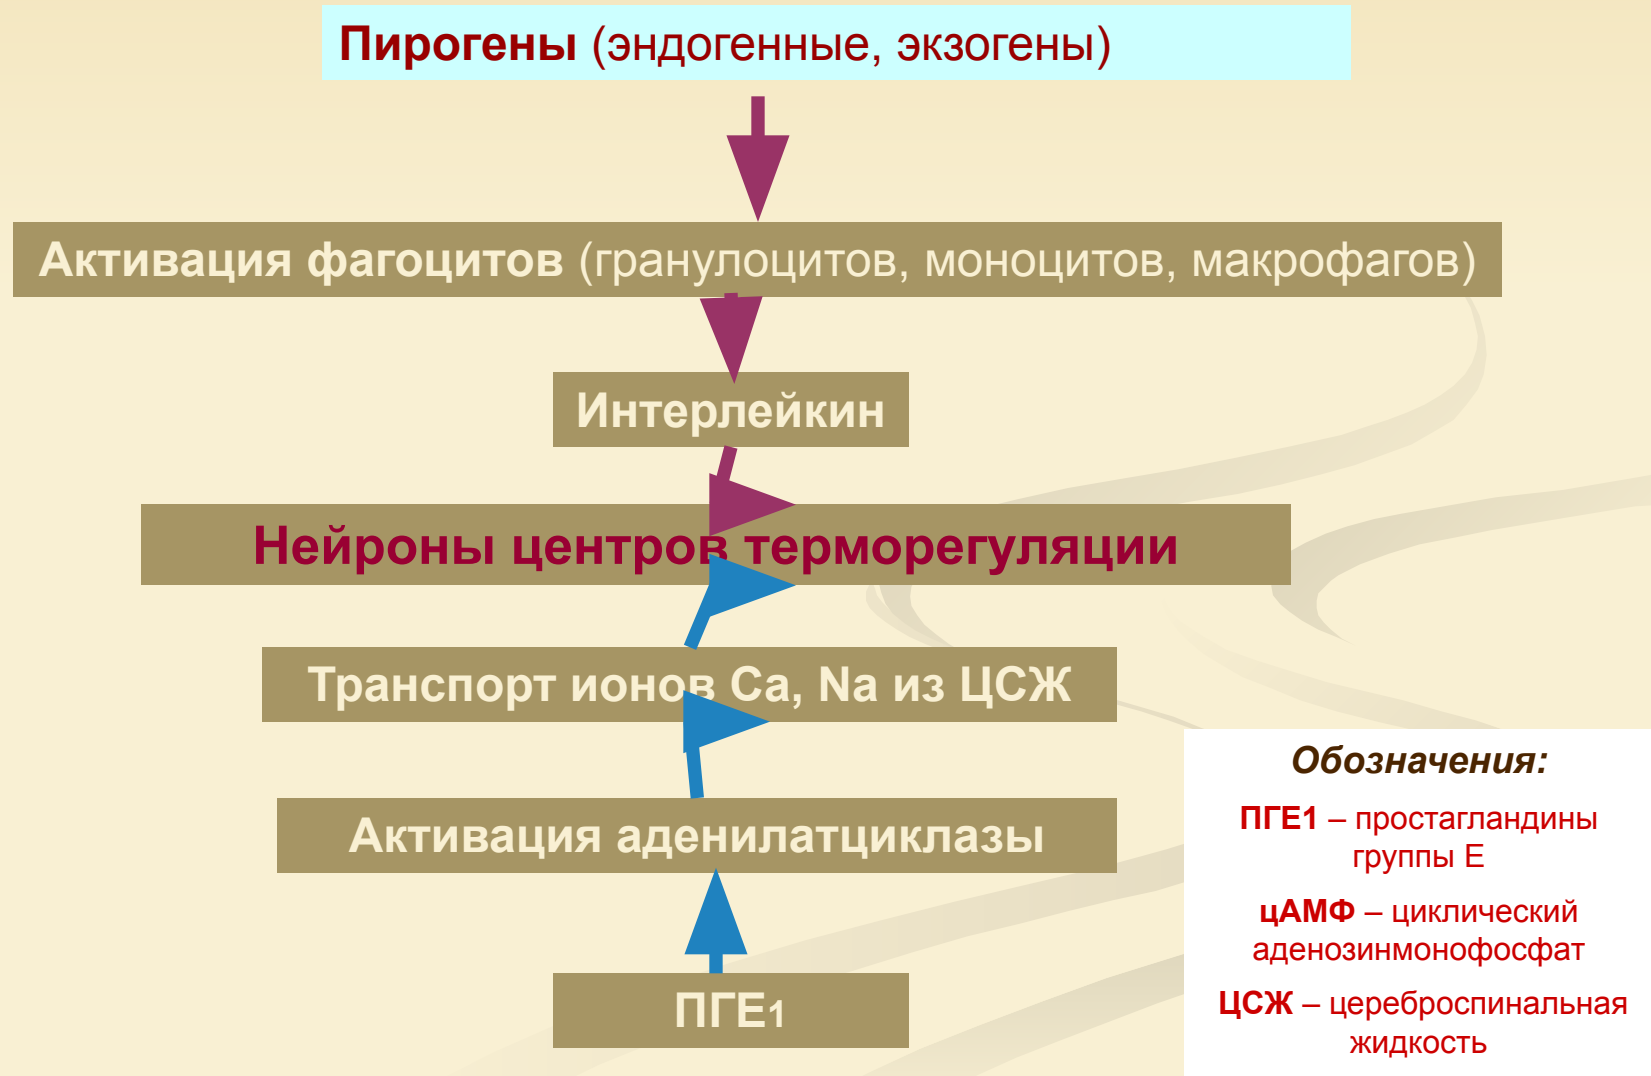 Пирогены (эндогенные, экзогены)
Активация фагоцитов (гранулоцитов, моноцитов, макрофагов)
Интерлейкин
Нейроны центров терморегуляции
Транспорт ионов Ca, Na из ЦСЖ
Активация аденилатциклазы
ПГЕ1
Обозначения:
ПГЕ1 – простагландины
группы Е
цАМФ – циклический
аденозинмонофосфат
ЦСЖ – цереброспинальная
жидкость